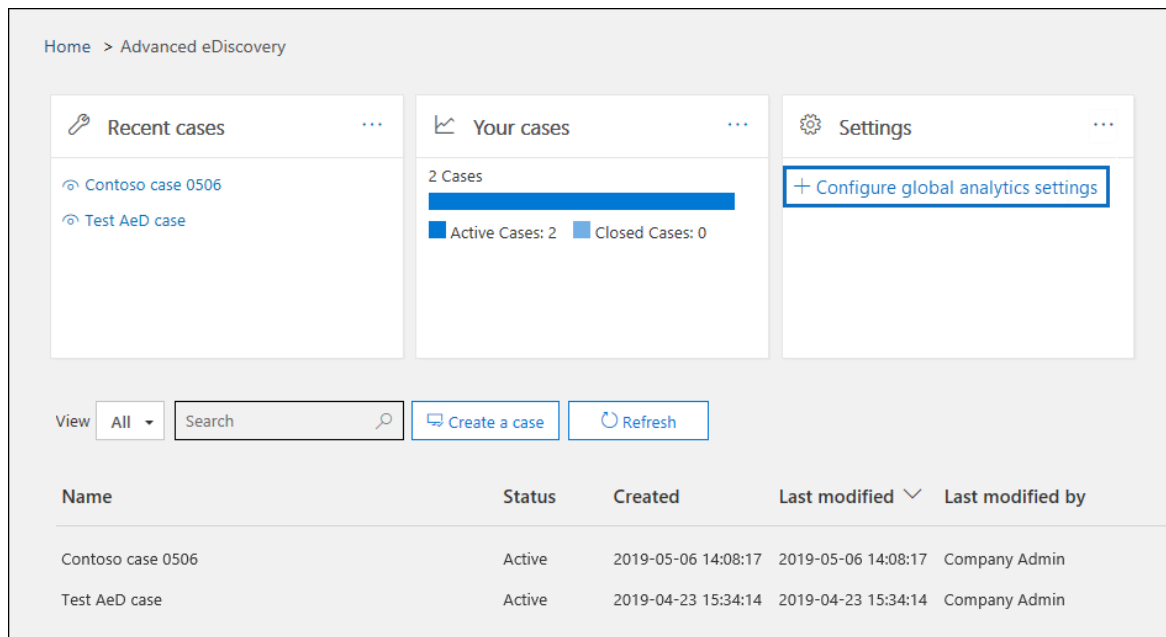 Home > Advanced eDiscovery
Recent cases ...
Contoso case 0506
Test AeD case
Your cases ...
2 Cases
Active Cases: 2 Closed Cases: 0
Settings ...
+ Configure global analytics settings
View All Search Create a case Refresh
Name Status Created Last modified Last modified by
Contoso case 0506 Active 2019-05-06 14:08:17 2019-05-06 14:08:17 Company Admin
Test AeD case Active 2019-04-23 15:34:14 2019-04-23 15:34:14 Company Admin